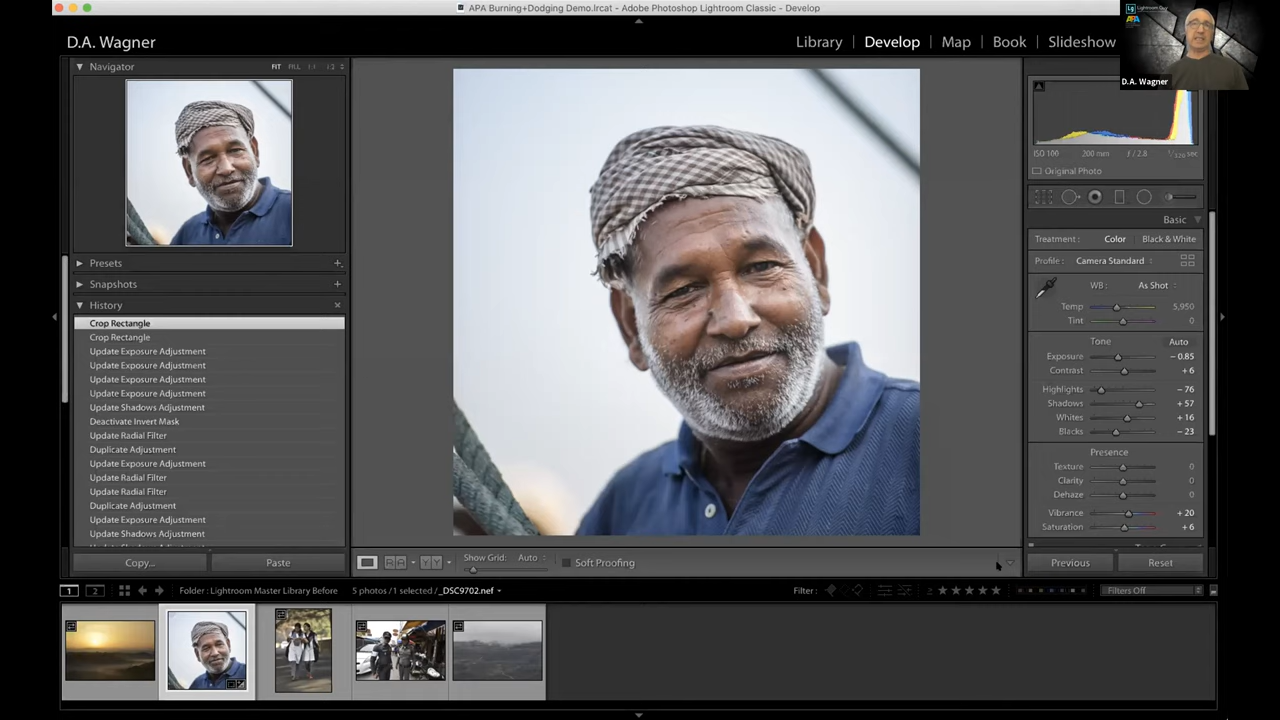 APA Burning+Dodging Demo.lrcat - Adobe Photoshop Lightroom Classic - Develop
D.A. Wagner
Library | Develop | Map | Book | Slideshow
Lightroom Guy
APA
D.A. Wagner
Navigator FIT FILL 1:1
ISO 100 200 mm f / 2.8
Original Photo
Basic
Treatment : Color Black & White
Profile : Camera Standard
WB : As Shot
Temp 5,950
Tint 0
Tone Auto
Exposure − 0.85
Contrast + 6
Highlights − 76
Shadows + 57
Whites + 16
Blacks − 23
Presence
Texture 0
Clarity 0
Dehaze 0
Vibrance + 20
Saturation + 6
Presets
Snapshots
History
Crop Rectangle
Crop Rectangle
Update Exposure Adjustment
Update Exposure Adjustment
Update Exposure Adjustment
Update Exposure Adjustment
Update Shadows Adjustment
Deactivate Invert Mask
Update Radial Filter
Duplicate Adjustment
Update Exposure Adjustment
Update Radial Filter
Update Radial Filter
Duplicate Adjustment
Update Exposure Adjustment
Update Shadows Adjustment
Copy... Paste
Show Grid: Auto
Soft Proofing
Previous Reset
1 2
Folder : Lightroom Master Library Before
5 photos / 1 selected / _DSC9702.nef
Filter :
Filters Off